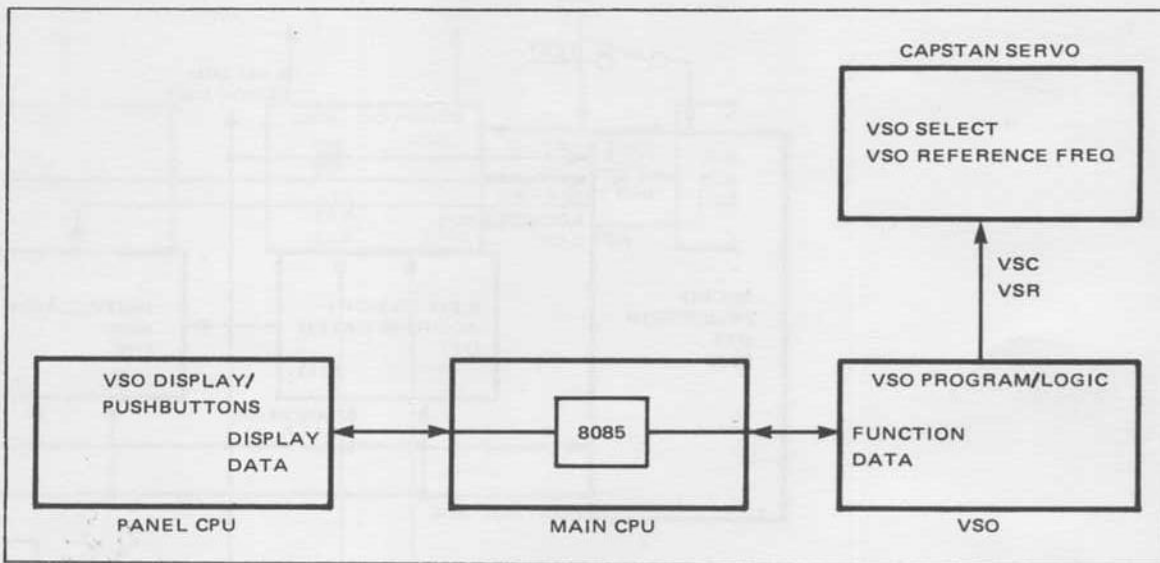 CAPSTAN SERVO
VSO SELECT
VSO REFERENCE FREQ
VSC
VSR
VSO DISPLAY/
PUSHBUTTONS
DISPLAY
DATA
PANEL CPU
8085
MAIN CPU
VSO PROGRAM/LOGIC
FUNCTION
DATA
VSO